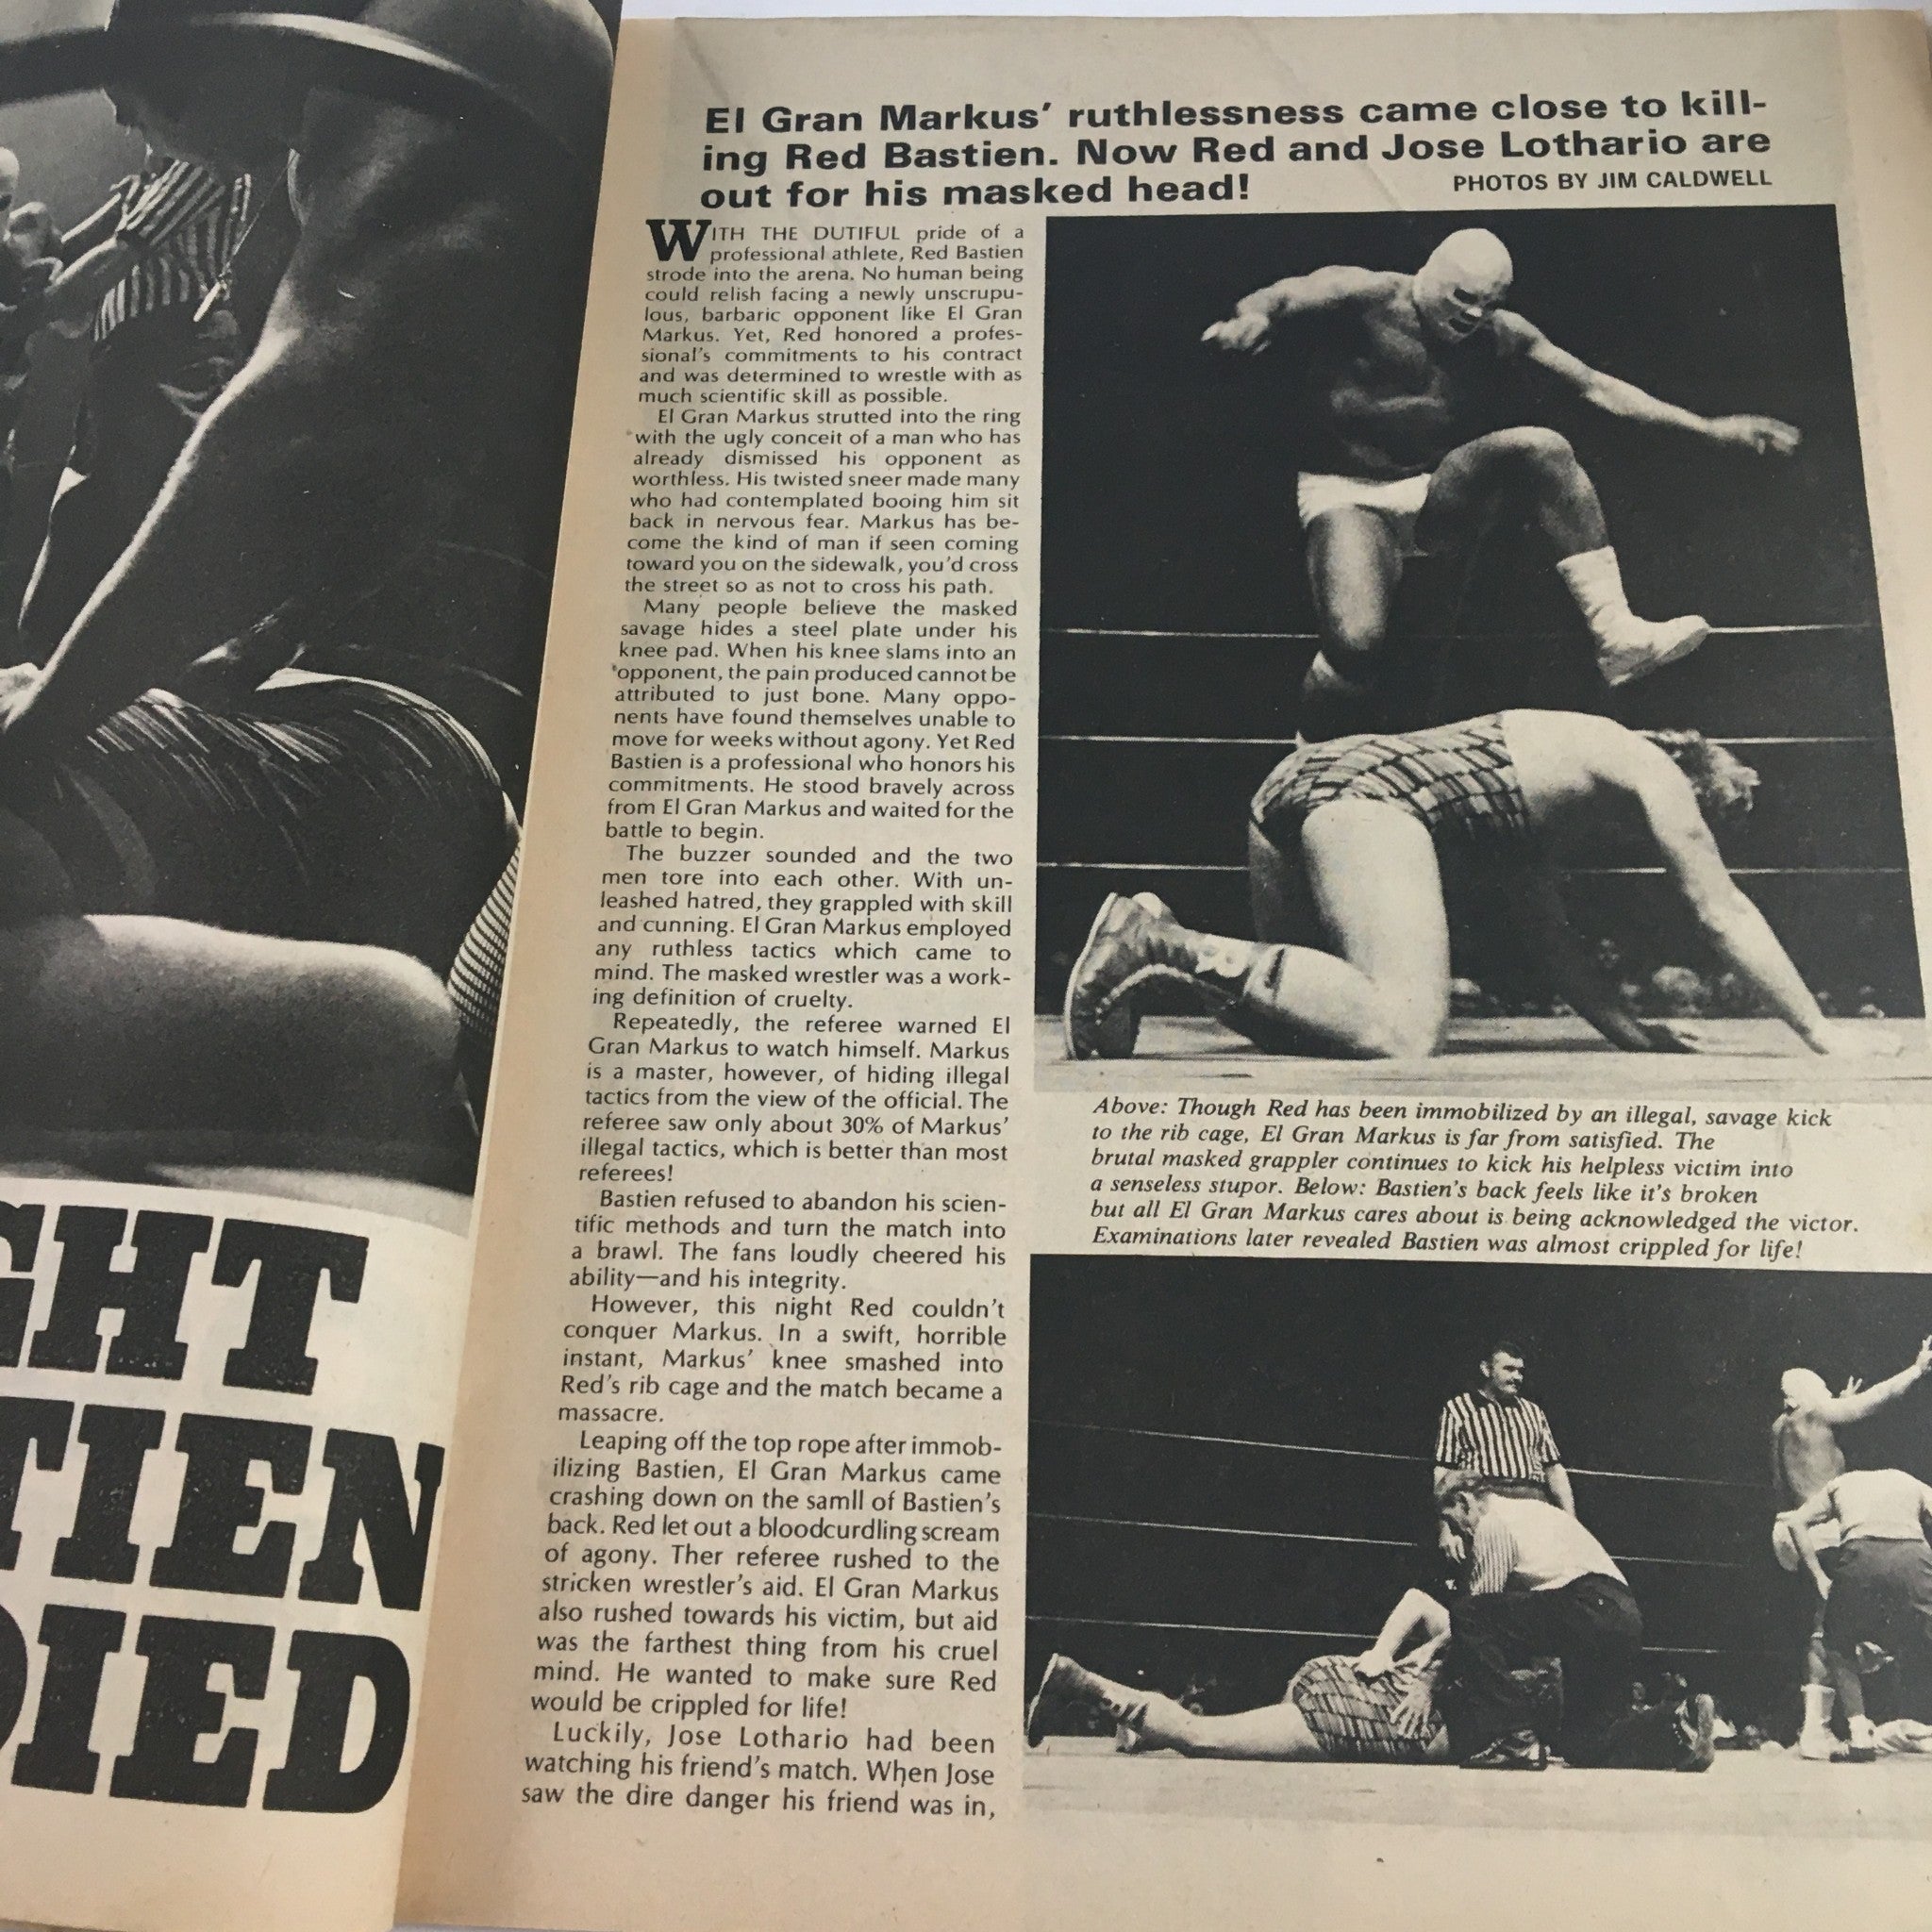 GHT
TIEN
DIED
El Gran Markus' ruthlessness came close to kill-
ing Red Bastien. Now Red and Jose Lothario are
out for his masked head!
PHOTOS BY JIM CALDWELL
WITH THE DUTIFUL pride of a
professional athlete, Red Bastien
strode into the arena. No human being
could relish facing a newly unscrupu-
lous, barbaric opponent like El Gran
Markus. Yet, Red honored a profes-
sional's commitments to his contract
and was determined to wrestle with as
much scientific skill as possible.
El Gran Markus strutted into the ring
with the ugly conceit of a man who has
already dismissed his opponent as
worthless. His twisted sneer made many
who had contemplated booing him sit
back in nervous fear. Markus has be-
come the kind of man if seen coming
toward you on the sidewalk, you'd cross
the street so as not to cross his path.
Many people believe the masked
savage hides a steel plate under his
knee pad. When his knee slams into an
opponent, the pain produced cannot be
attributed to just bone. Many oppo-
nents have found themselves unable to
move for weeks without agony. Yet Red
Bastien is a professional who honors his
commitments. He stood bravely across
from El Gran Markus and waited for the
battle to begin.
The buzzer sounded and the two
men tore into each other. With un-
leashed hatred, they grappled with skill
and cunning. El Gran Markus employed
any ruthless tactics which came to
mind. The masked wrestler was a work-
ing definition of cruelty.
Repeatedly, the referee warned El
Gran Markus to watch himself. Markus
is a master, however, of hiding illegal
tactics from the view of the official. The
referee saw only about 30% of Markus'
illegal tactics, which is better than most
referees!
Bastien refused to abandon his scien-
tific methods and turn the match into
a brawl. The fans loudly cheered his
ability—and his integrity.
However, this night Red couldn't
conquer Markus. In a swift, horrible
instant, Markus' knee smashed into
Red's rib cage and the match became a
massacre.
Leaping off the top rope after immob-
ilizing Bastien, El Gran Markus came
crashing down on the samll of Bastien's
back. Red let out a bloodcurdling scream
of agony. Ther referee rushed to the
stricken wrestler's aid. El Gran Markus
also rushed towards his victim, but aid
was the farthest thing from his cruel
mind. He wanted to make sure Red
would be crippled for life!
Luckily, Jose Lothario had been
watching his friend's match. When Jose
saw the dire danger his friend was in,
Above: Though Red has been immobilized by an illegal, savage kick
to the rib cage, El Gran Markus is far from satisfied. The
brutal masked grappler continues to kick his helpless victim into
a senseless stupor. Below: Bastien's back feels like it's broken
but all El Gran Markus cares about is being acknowledged the victor.
Examinations later revealed Bastien was almost crippled for life!